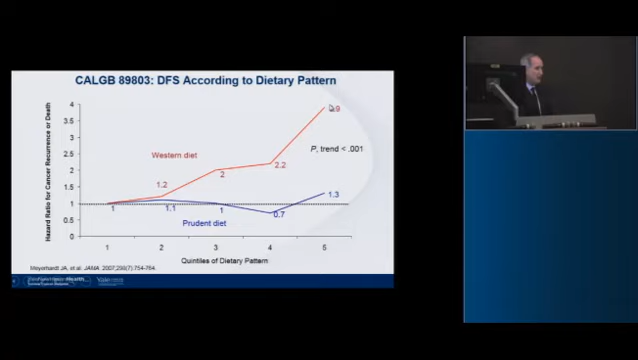 CALGB 89803: DFS According to Dietary Pattern
Hazard Ratio for Cancer Recurrence or Death
4
3.5
3
2.5
2
1.5
1
0.5
0
Western diet
P, trend < .001
1.2
2
2.2
1
1.1
1
0.7
1.3
Prudent diet
1 2 3 4 5
Quintiles of Dietary Pattern
Meyerhardt JA, et al. JAMA. 2007;298(7):754-764.
Yale